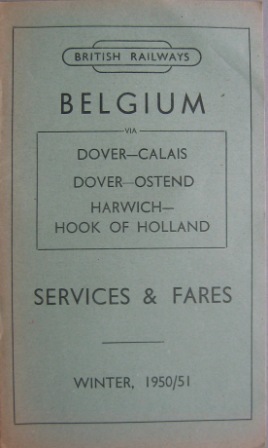 BRITISH RAILWAYS
BELGIUM
VIA
DOVER—CALAIS
DOVER—OSTEND
HARWICH—
HOOK OF HOLLAND
SERVICES & FARES
WINTER, 1950/51